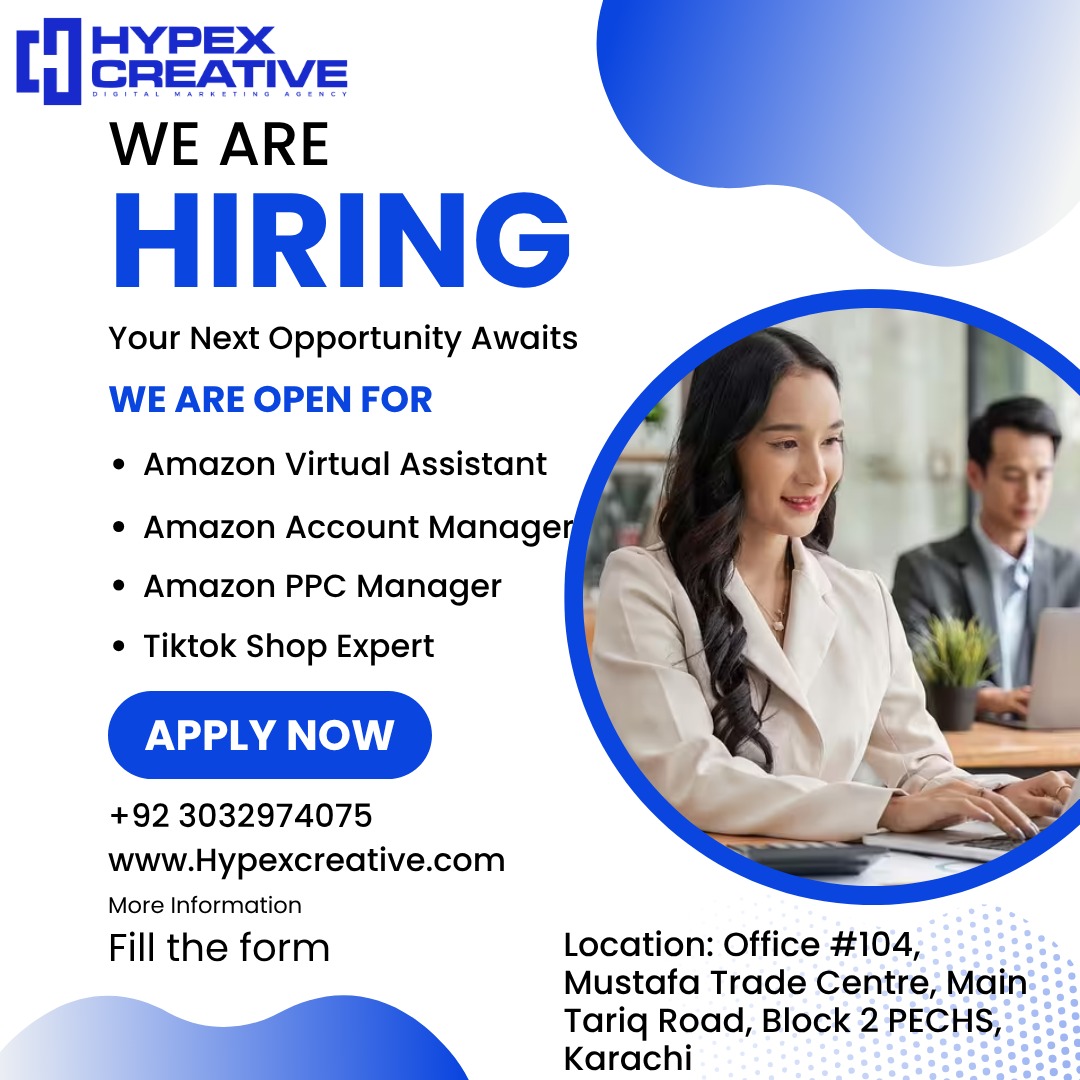 HYPEX
CREATIVE
DIGITAL MARKETING AGENCY
WE ARE
HIRING
Your Next Opportunity Awaits
WE ARE OPEN FOR
• Amazon Virtual Assistant
• Amazon Account Manager
• Amazon PPC Manager
• Tiktok Shop Expert
APPLY NOW
+92 3032974075
www.Hypexcreative.com
More Information
Fill the form
Location: Office #104,
Mustafa Trade Centre, Main
Tariq Road, Block 2 PECHS,
Karachi